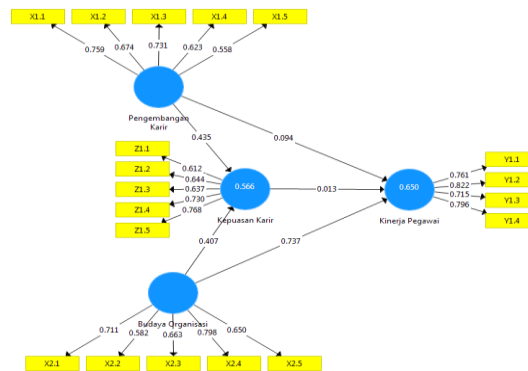 X1.1 X1.2 X1.3 X1.4 X1.5
0.759 0.674 0.731 0.623 0.558
Pengembangan
Karir
0.435 0.094
Z1.1
Z1.2
Z1.3
Z1.4
Z1.5
0.612
0.644
0.637
0.730
0.768
0.566
Kepuasan Karir
0.013
0.650
Kinerja Pegawai
0.761
0.822
0.715
0.796
Y1.1
Y1.2
Y1.3
Y1.4
0.407 0.737
Budaya Organisasi
0.711 0.582 0.663 0.798 0.650
X2.1 X2.2 X2.3 X2.4 X2.5